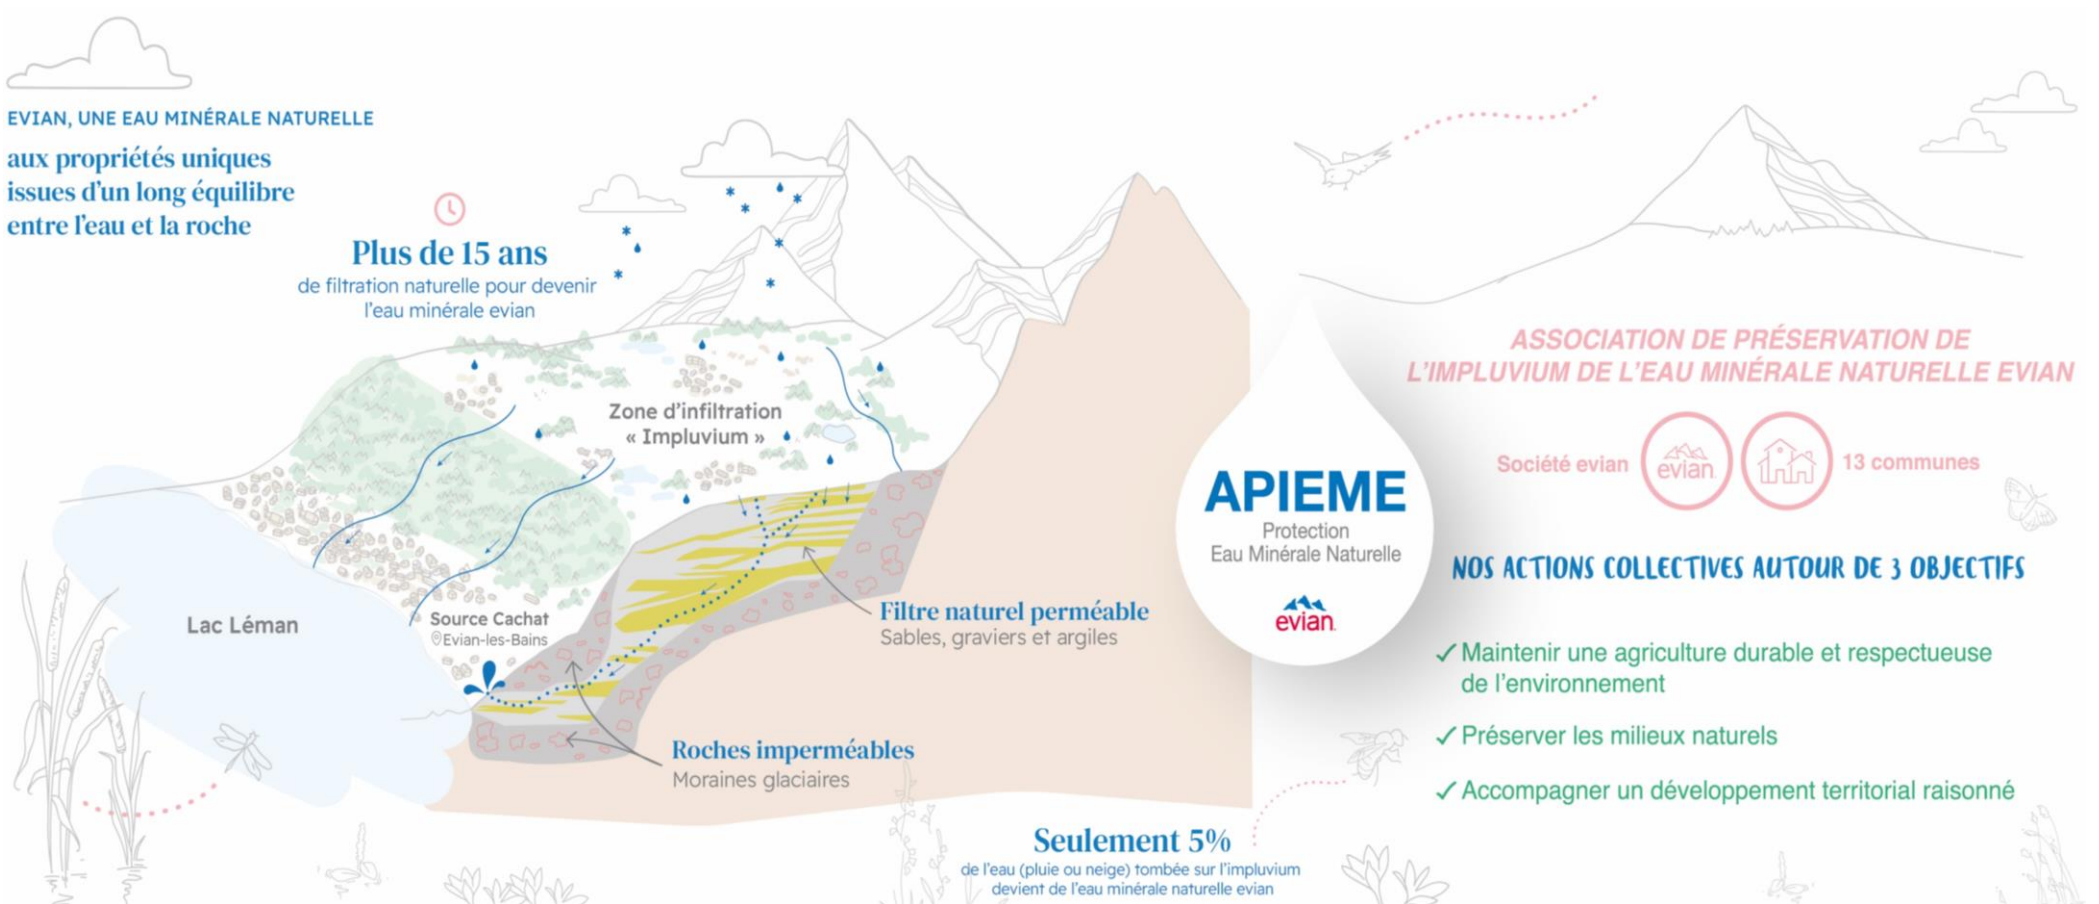 EVIAN, UNE EAU MINÉRALE NATURELLE
aux propriétés uniques
issues d'un long équilibre
entre l'eau et la roche
Plus de 15 ans
de filtration naturelle pour devenir
l'eau minérale evian
Zone d'infiltration
« Impluvium »
Lac Léman
Source Cachat
Evian-les-Bains
Filtre naturel perméable
Sables, graviers et argiles
Roches imperméables
Moraines glaciaires
Seulement 5%
de l'eau (pluie ou neige) tombée sur l'impluvium
devient de l'eau minérale naturelle evian
APIEME
Protection
Eau Minérale Naturelle
evian.
ASSOCIATION DE PRÉSERVATION DE
L'IMPLUVIUM DE L'EAU MINÉRALE NATURELLE EVIAN
Société evian
evian.
13 communes
NOS ACTIONS COLLECTIVES AUTOUR DE 3 OBJECTIFS
✓ Maintenir une agriculture durable et respectueuse
de l'environnement
✓ Préserver les milieux naturels
✓ Accompagner un développement territorial raisonné